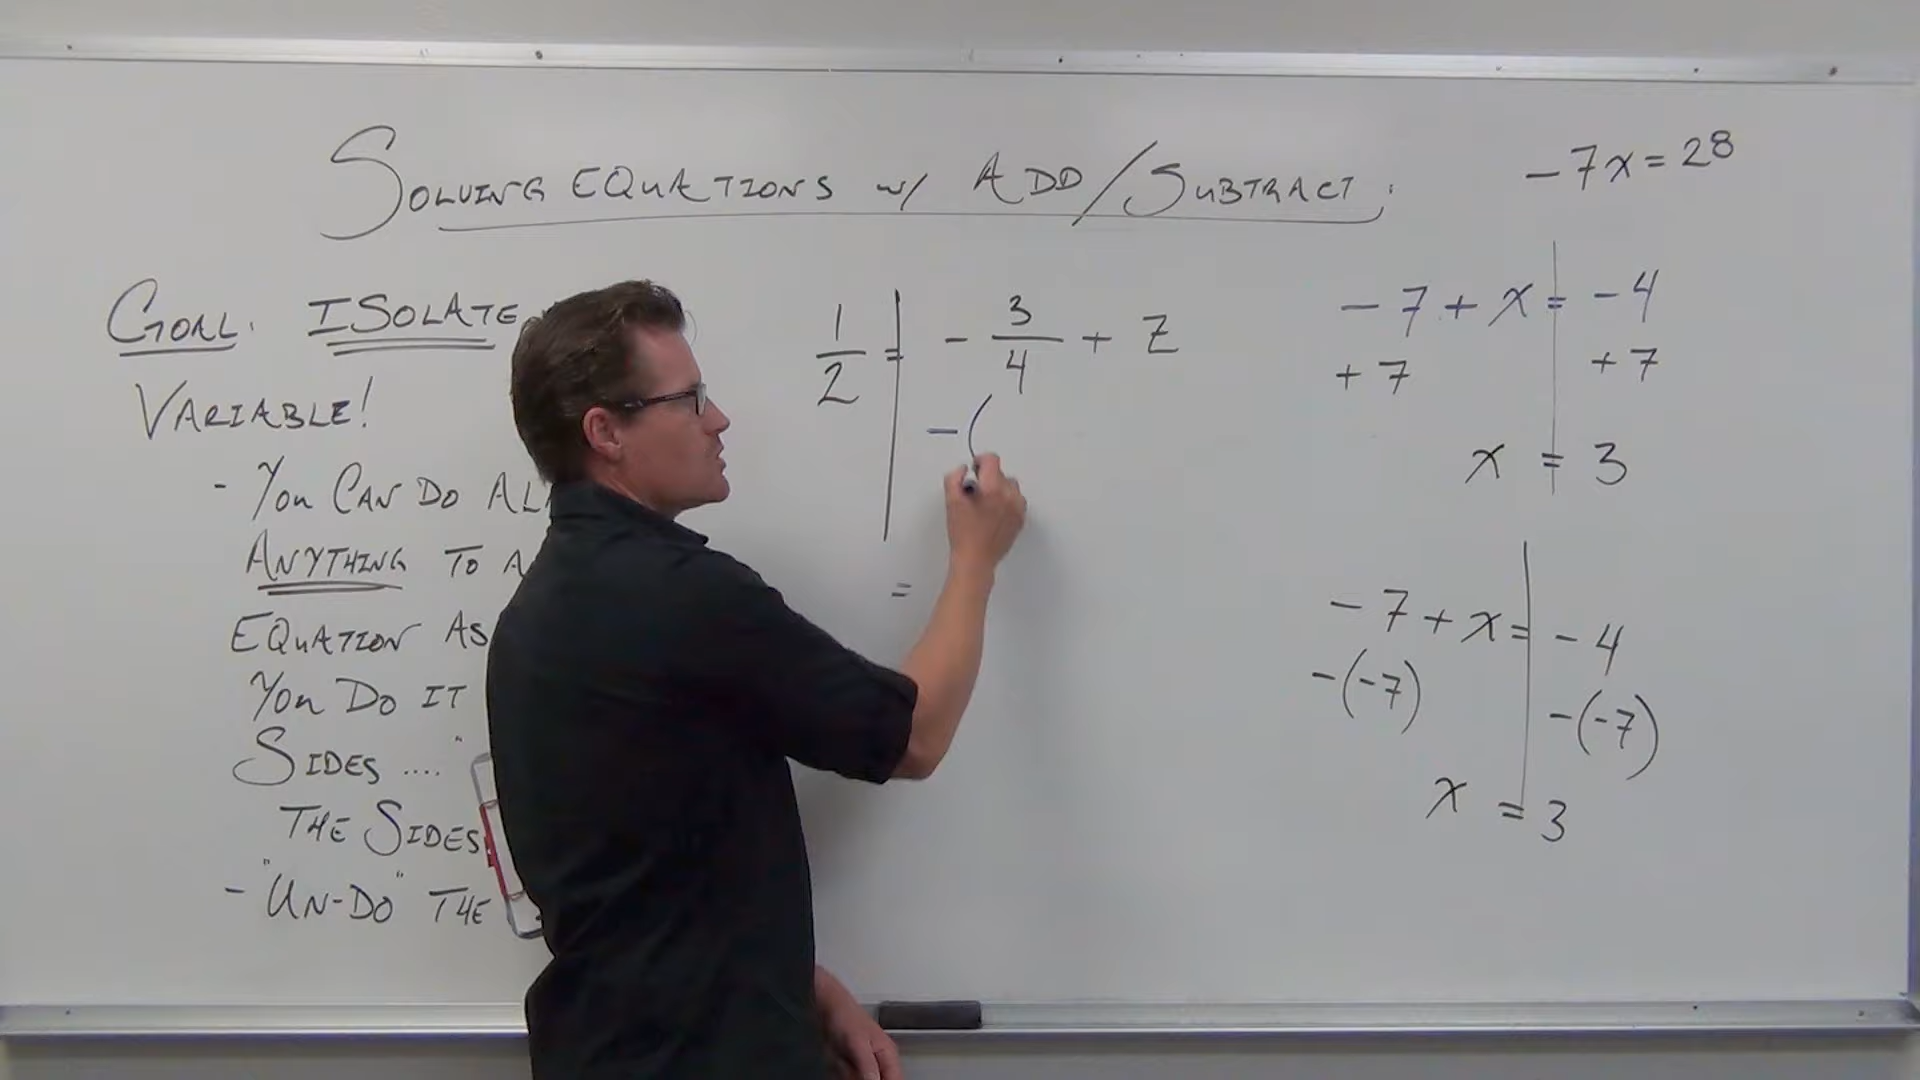 SOLVING EQUATIONS w/ ADD/SUBTRACT:
GOAL: ISOLATE
VARIABLE!
- YOU CAN DO
ANYTHING TO
EQUATION AS
YOU DO IT
SIDES ...."
THE SIDES
- "UN-DO" THE
1/2 = - 3/4 + Z
- (
=
-7x = 28
-7 + x = -4
+7 +7
x = 3
-7 + x = -4
-(-7) -(-7)
x = 3